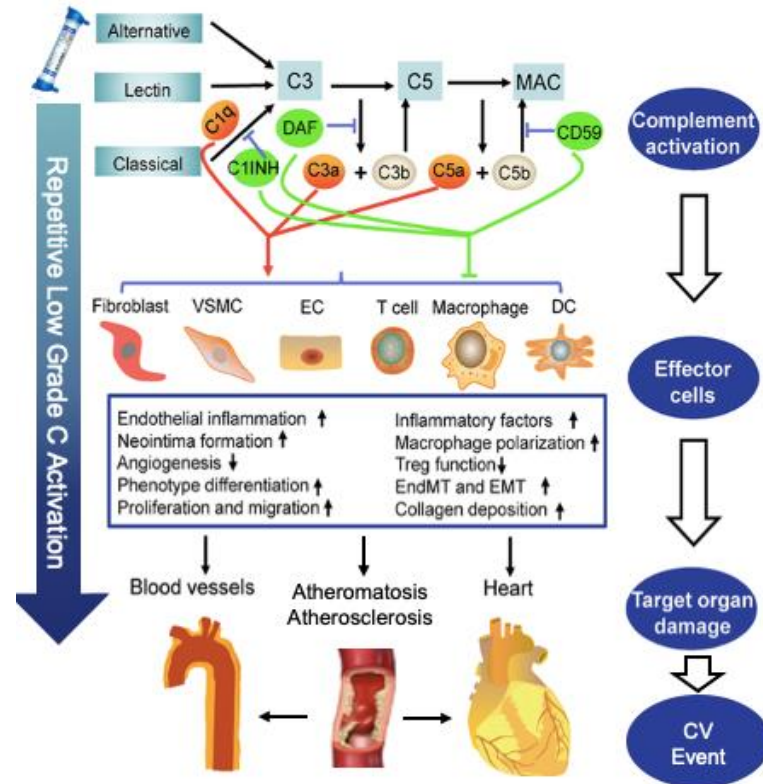 Alternative
Lectin
Classical
C3
C5
MAC
C1q
DAF
C1INH
CD59
C3a
+
C3b
C5a
+
C5b
Complement
activation
Repetitive Low Grade C Activation
Fibroblast
VSMC
EC
T cell
Macrophage
DC
Effector
cells
Endothelial inflammation ↑
Neointima formation ↑
Angiogenesis ↓
Phenotype differentiation ↑
Proliferation and migration ↑
Inflammatory factors ↑
Macrophage polarization ↑
Treg function ↓
EndMT and EMT ↑
Collagen deposition ↑
Blood vessels
Atheromatosis
Atherosclerosis
Heart
Target organ
damage
CV
Event